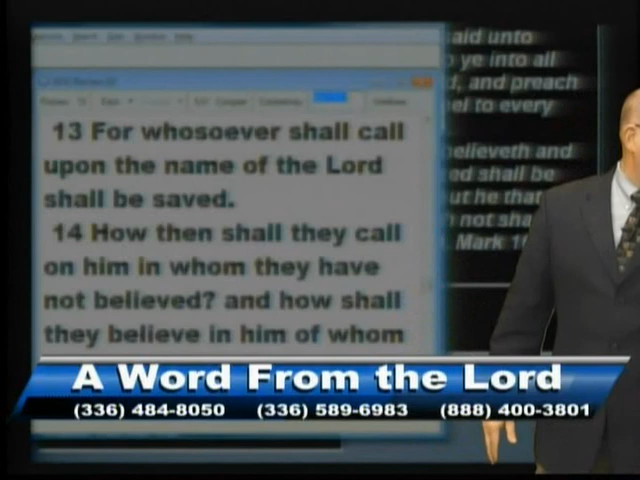 13 For whosoever shall call
upon the name of the Lord
shall be saved.
14 How then shall they call
on him in whom they have
not believed? and how shall
they believe in him of whom
aid unto
ye into all
, and preach
el to every
elieveth and
ed shall be
ut he that
not sha
Mark 16
A Word From the Lord
(336) 484-8050 (336) 589-6983 (888) 400-3801